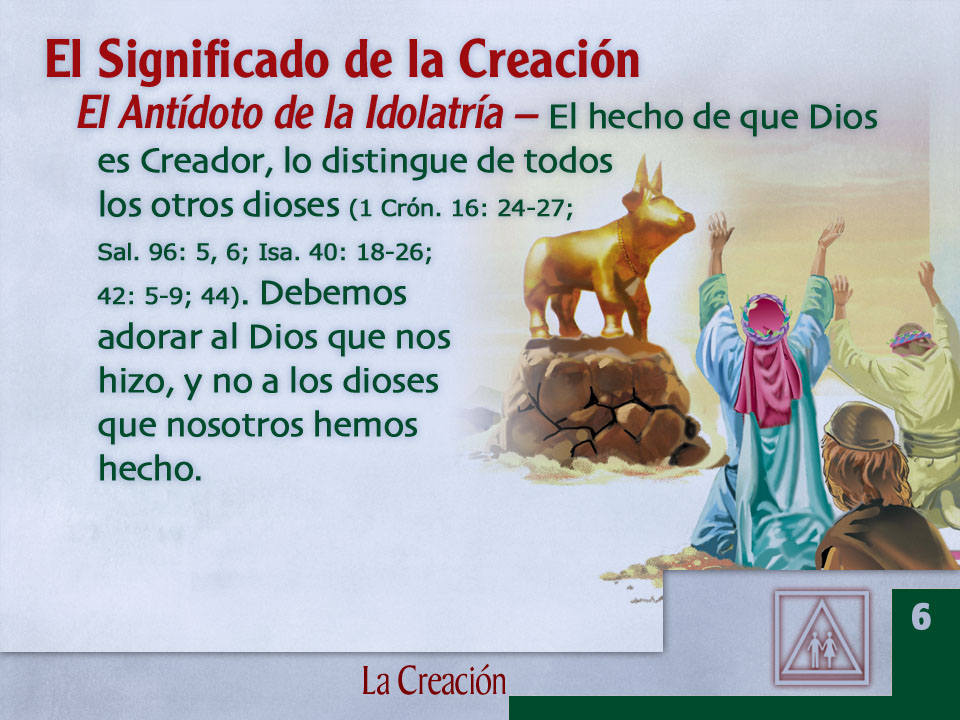 El Significado de la Creación
El Antídoto de la Idolatría – El hecho de que Dios
es Creador, lo distingue de todos
los otros dioses (1 Crón. 16: 24-27;
Sal. 96: 5, 6; Isa. 40: 18-26;
42: 5-9; 44). Debemos
adorar al Dios que nos
hizo, y no a los dioses
que nosotros hemos
hecho.
6
La Creación